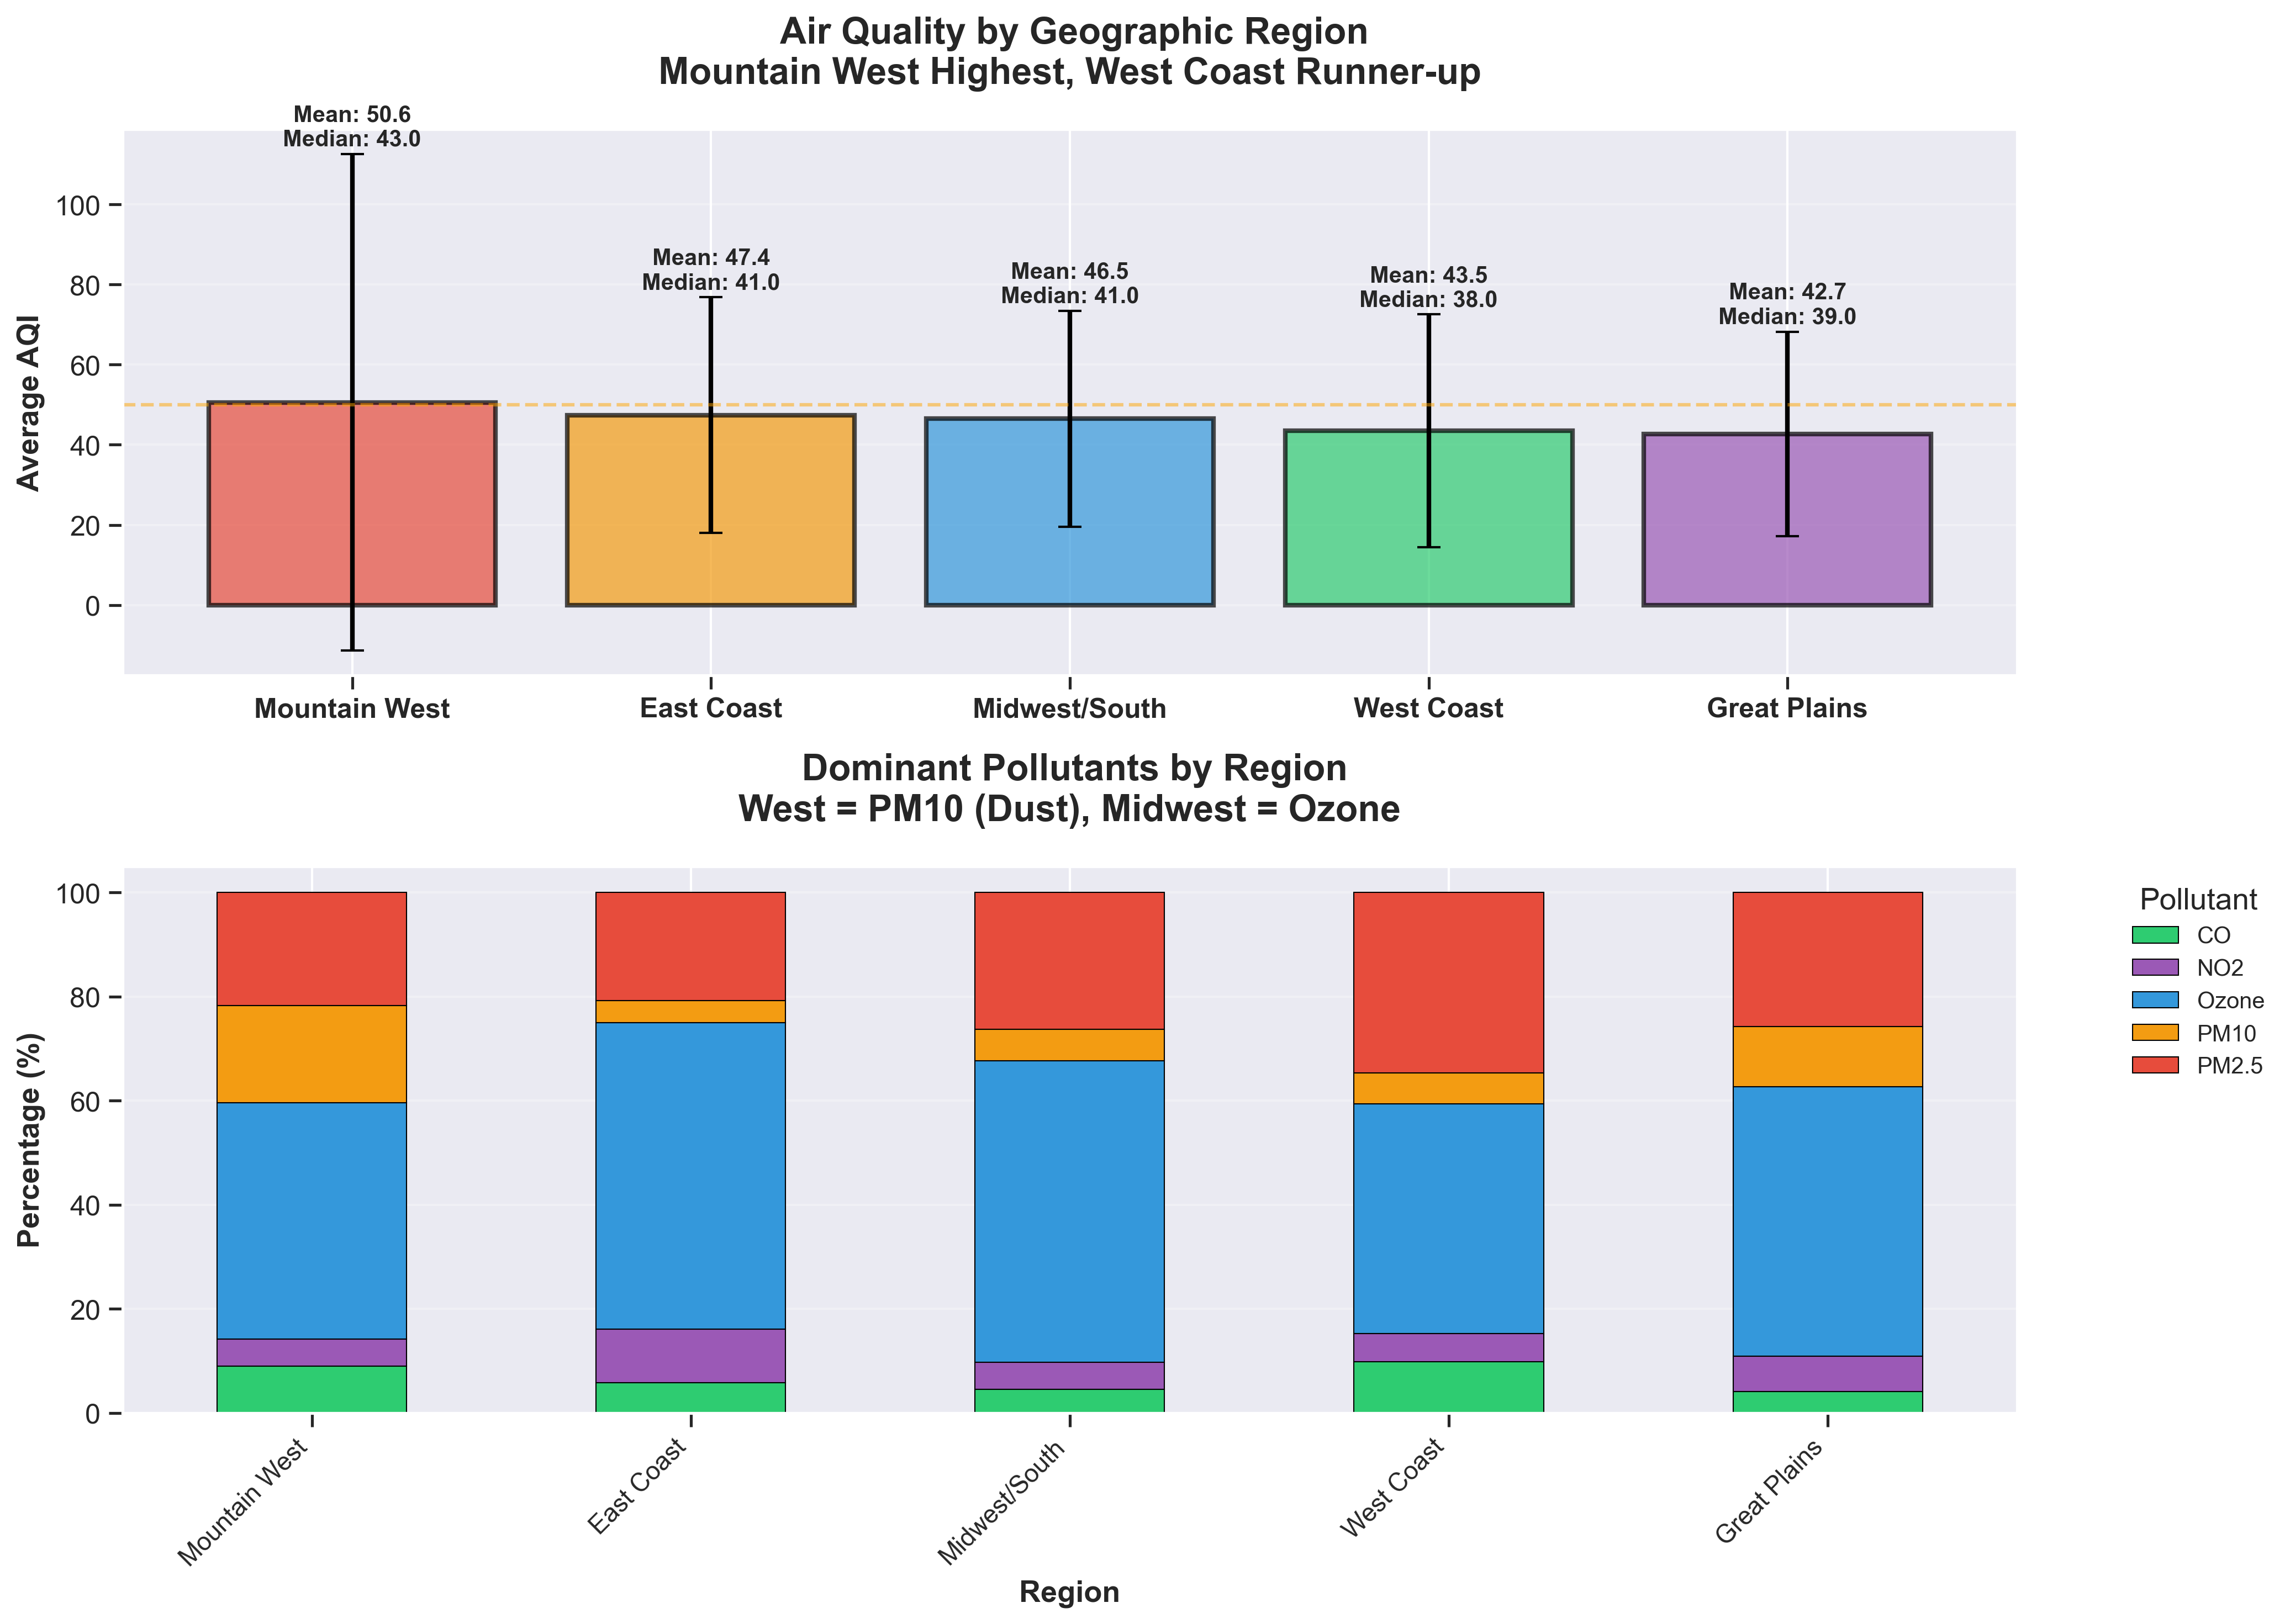 Air Quality by Geographic Region
Mountain West Highest, West Coast Runner-up
Mean: 50.6
Median: 43.0
Mean: 47.4
Median: 41.0
Mean: 46.5
Median: 41.0
Mean: 43.5
Median: 38.0
Mean: 42.7
Median: 39.0
Average AQI
100
80
60
40
20
0
Mountain West
East Coast
Midwest/South
West Coast
Great Plains
Dominant Pollutants by Region
West = PM10 (Dust), Midwest = Ozone
Percentage (%)
100
80
60
40
20
0
Mountain West
East Coast
Midwest/South
West Coast
Great Plains
Region
Pollutant
CO
NO2
Ozone
PM10
PM2.5